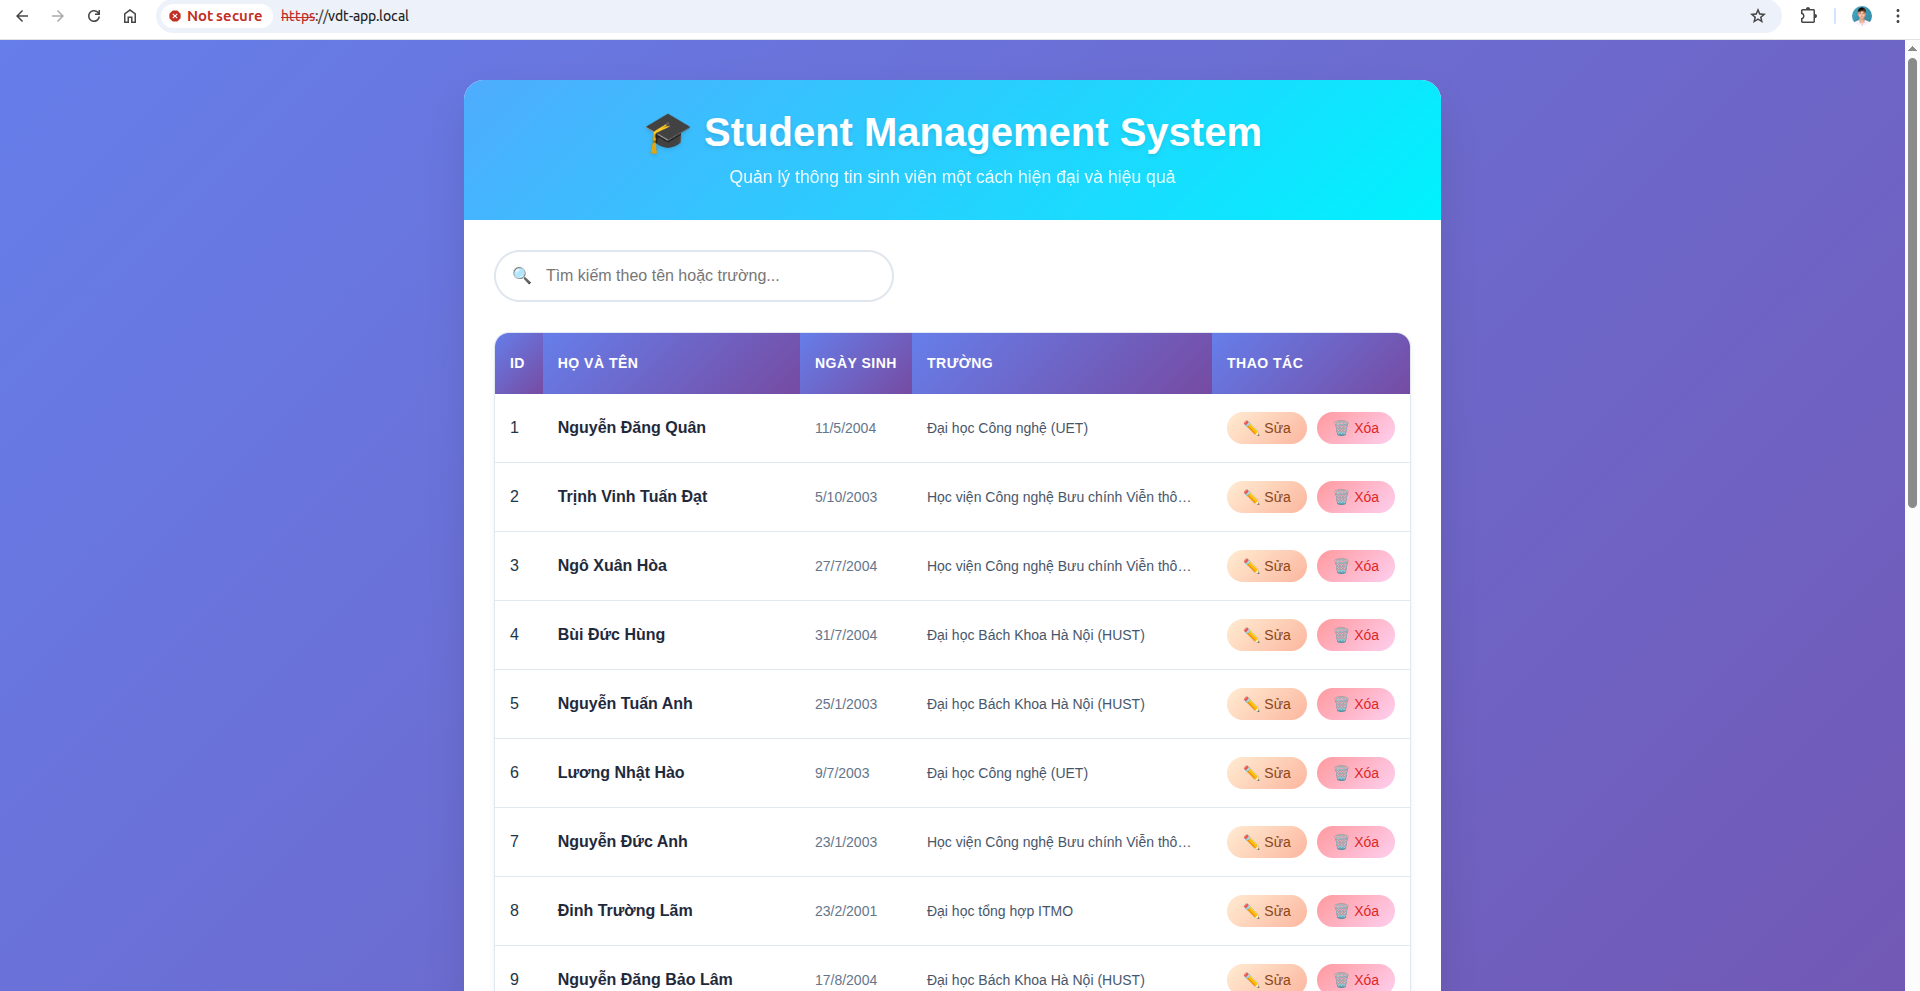 Not secure https://vdt-app.local
🎓 Student Management System
Quản lý thông tin sinh viên một cách hiện đại và hiệu quả
🔍 Tìm kiếm theo tên hoặc trường...
ID HỌ VÀ TÊN NGÀY SINH TRƯỜNG THAO TÁC
1 Nguyễn Đăng Quân 11/5/2004 Đại học Công nghệ (UET) ✏️ Sửa 🗑️ Xóa
2 Trịnh Vinh Tuấn Đạt 5/10/2003 Học viện Công nghệ Bưu chính Viễn thô... ✏️ Sửa 🗑️ Xóa
3 Ngô Xuân Hòa 27/7/2004 Học viện Công nghệ Bưu chính Viễn thô... ✏️ Sửa 🗑️ Xóa
4 Bùi Đức Hùng 31/7/2004 Đại học Bách Khoa Hà Nội (HUST) ✏️ Sửa 🗑️ Xóa
5 Nguyễn Tuấn Anh 25/1/2003 Đại học Bách Khoa Hà Nội (HUST) ✏️ Sửa 🗑️ Xóa
6 Lương Nhật Hào 9/7/2003 Đại học Công nghệ (UET) ✏️ Sửa 🗑️ Xóa
7 Nguyễn Đức Anh 23/1/2003 Học viện Công nghệ Bưu chính Viễn thô... ✏️ Sửa 🗑️ Xóa
8 Đinh Trường Lãm 23/2/2001 Đại học tổng hợp ITMO ✏️ Sửa 🗑️ Xóa
9 Nguyễn Đăng Bảo Lâm 17/8/2004 Đại học Bách Khoa Hà Nội (HUST) ✏️ Sửa 🗑️ Xóa